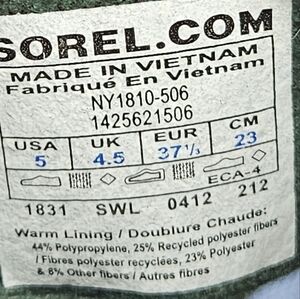 SOREL.COM
MADE IN VIETNAM
Fabriqué En Vietnam
NY1810-506
1425621506
USA UK EUR CM
5 4.5 37⅓ 23
ECA-4
1831 SWL 0412 212
Warm Lining / Doublure Chaude:
44% Polypropylene, 25% Recycled polyester fibers
/ Fibres polyester recyclées, 23% Polyester
& 8% Other fibers / Autres fibres